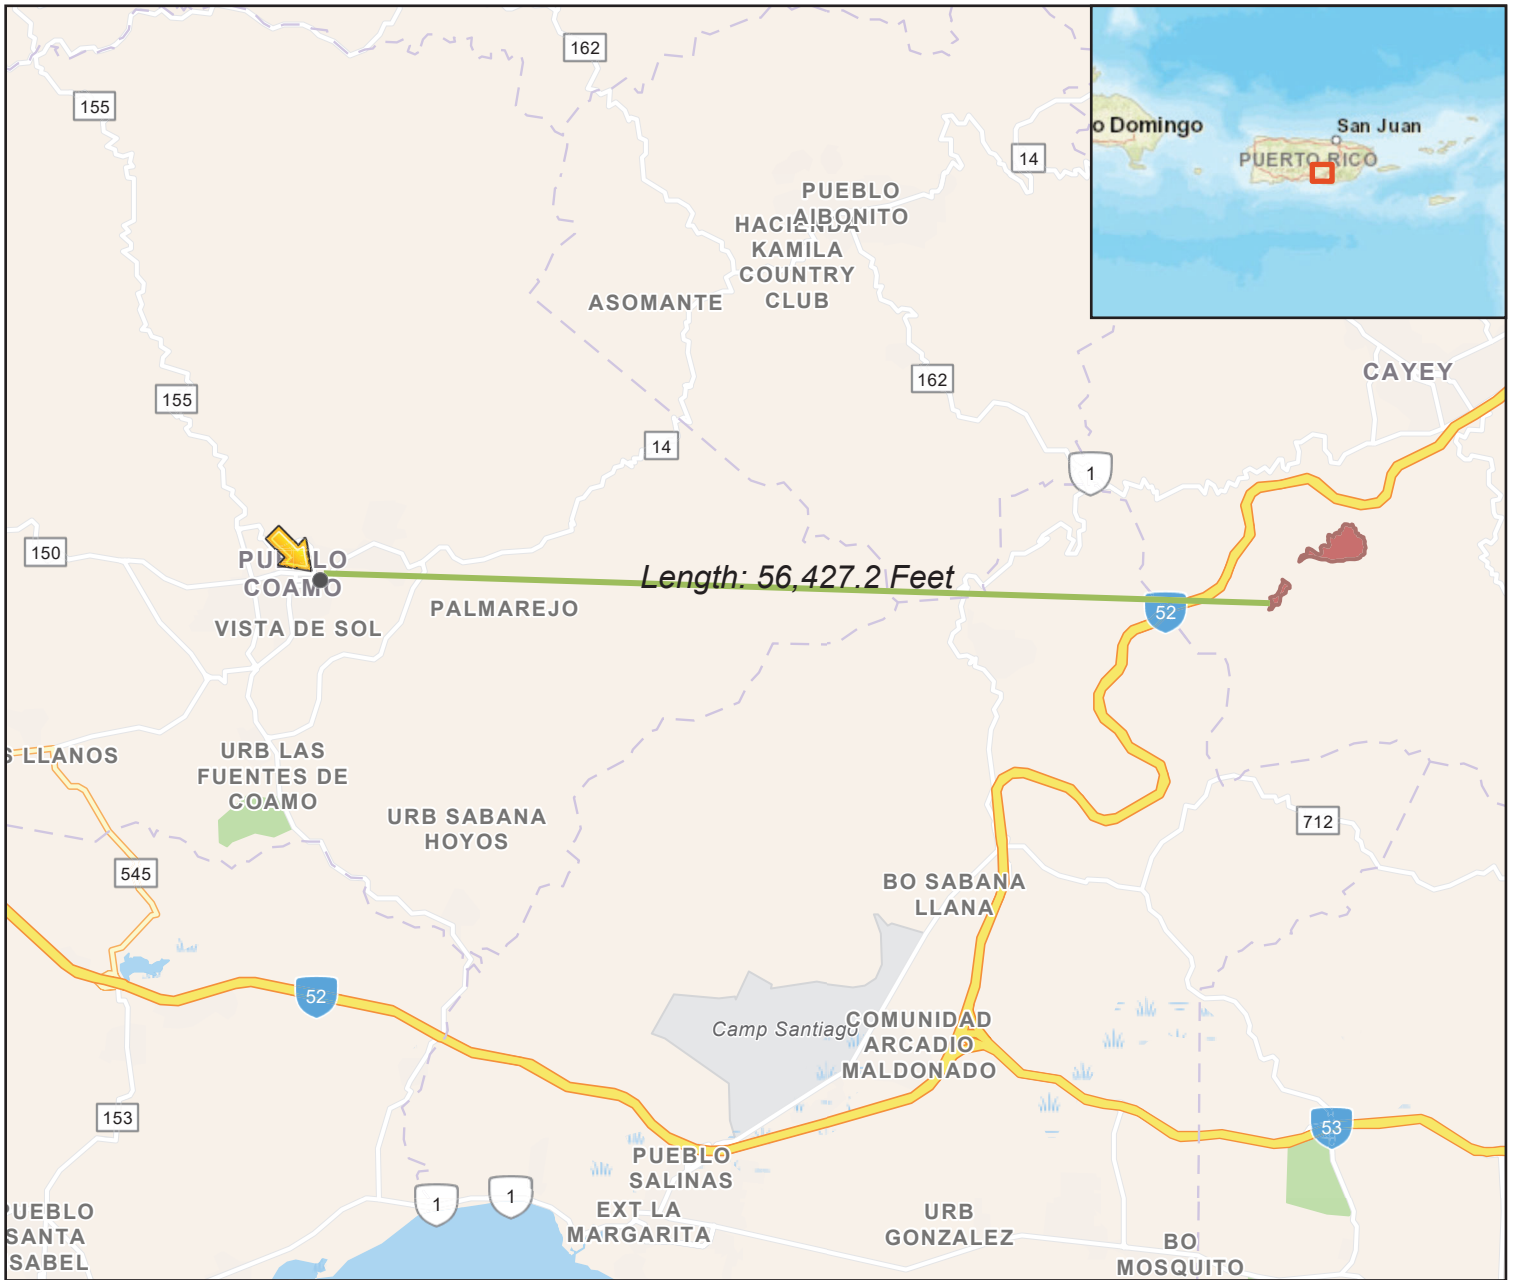 162
155
14
o Domingo
San Juan
PUERTO RICO
PUEBLO
AIBONITO
HACIENDA
KAMILA
COUNTRY
CLUB
ASOMANTE
162
CAYEY
155
14
1
150
PUEBLO
COAMO
Length: 56,427.2 Feet
PALMAREJO
VISTA DE SOL
52
S LLANOS
URB LAS
FUENTES DE
COAMO
URB SABANA
HOYOS
712
545
BO SABANA
LLANA
52
Camp Santiago
COMUNIDAD
ARCADIO
MALDONADO
153
53
PUEBLO
SALINAS
1
1
EXT LA
MARGARITA
URB
GONZALEZ
PUEBLO
SANTA
SABEL
BO
MOSQUITO